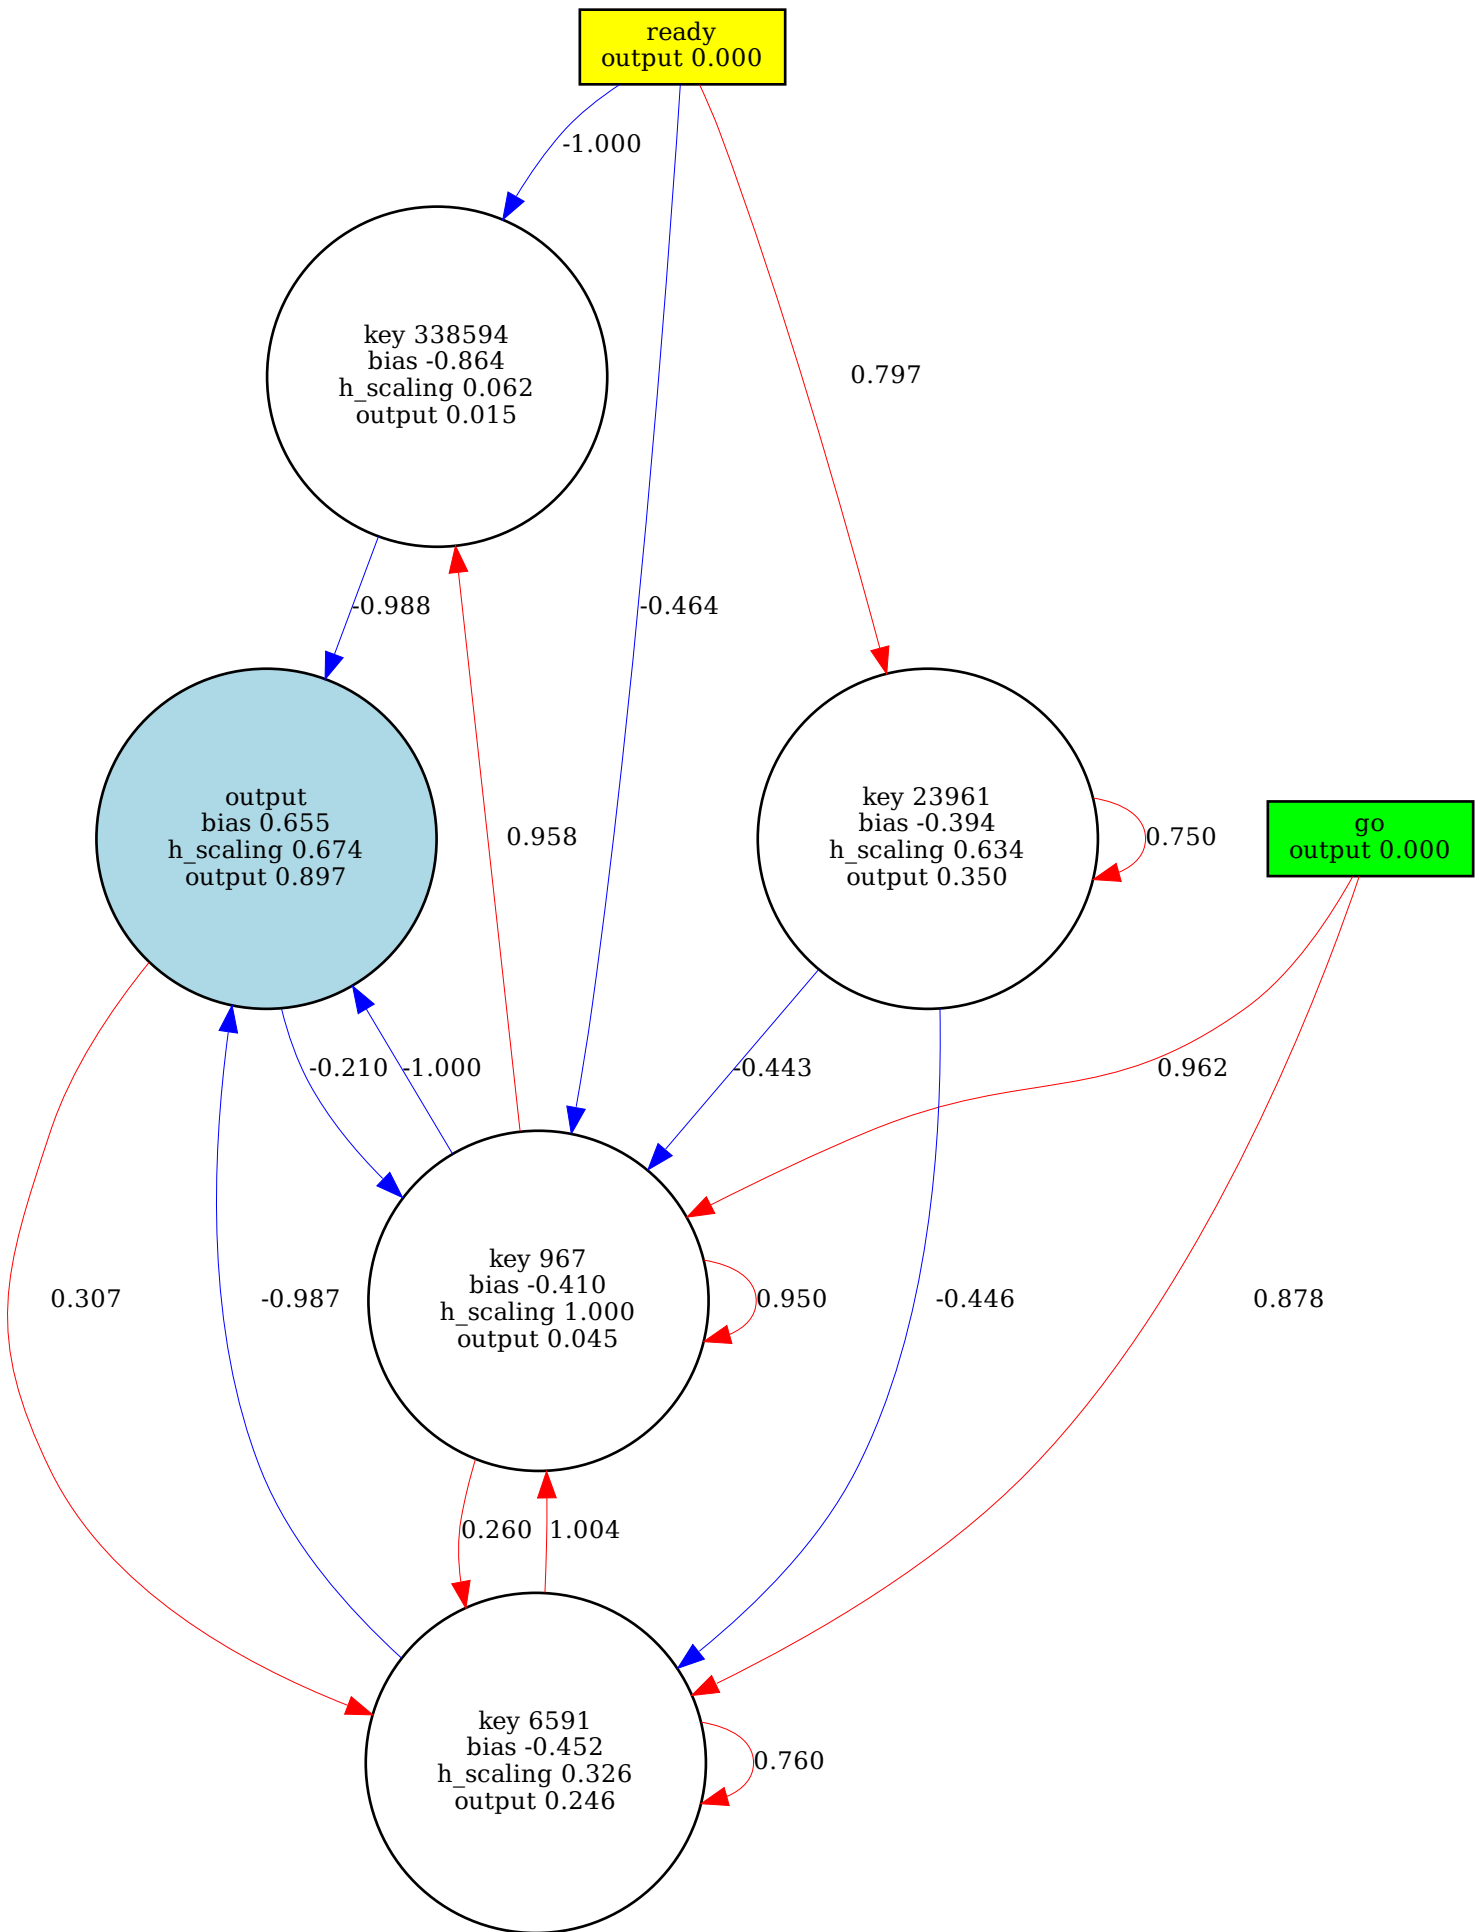 ready
output 0.000
-1.000
key 338594
bias -0.864
h_scaling 0.062
output 0.015
0.797
-0.988
-0.464
output
bias 0.655
h_scaling 0.674
output 0.897
0.958
key 23961
bias -0.394
h_scaling 0.634
output 0.350
0.750
go
output 0.000
-0.210
-1.000
-0.443
0.962
0.307
-0.987
key 967
bias -0.410
h_scaling 1.000
output 0.045
0.950
-0.446
0.878
0.260
1.004
key 6591
bias -0.452
h_scaling 0.326
output 0.246
0.760